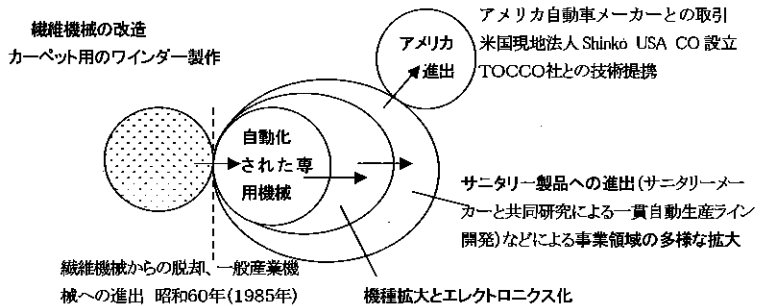 繊維機械の改造
カーペット用のワインダー製作
アメリカ
進出
アメリカ自動車メーカーとの取引
米国現地法人 Shinko USA CO 設立
TOCCO社との技術提携
自動化
された専
用機械
サニタリー製品への進出(サニタリーメー
カーと共同研究による一貫自動生産ライン
開発)などによる事業領域の多様な拡大
繊維機械からの脱却、一般産業機
械への進出 昭和60年(1985年)
機種拡大とエレクトロニクス化